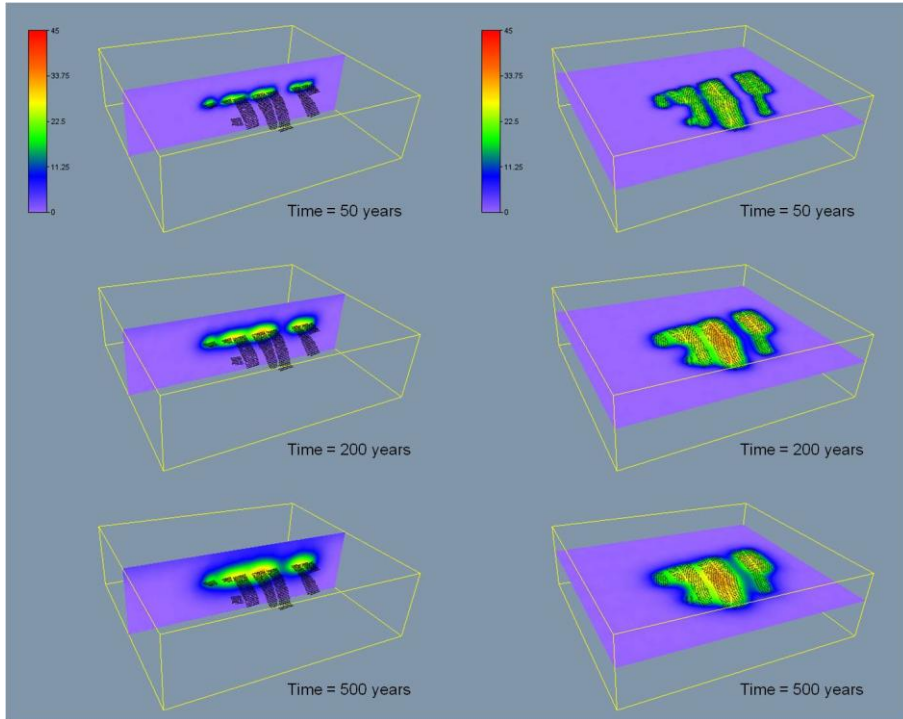 45
33.75
22.5
11.25
0
Time = 50 years
45
33.75
22.5
11.25
0
Time = 50 years
Time = 200 years
Time = 200 years
Time = 500 years
Time = 500 years